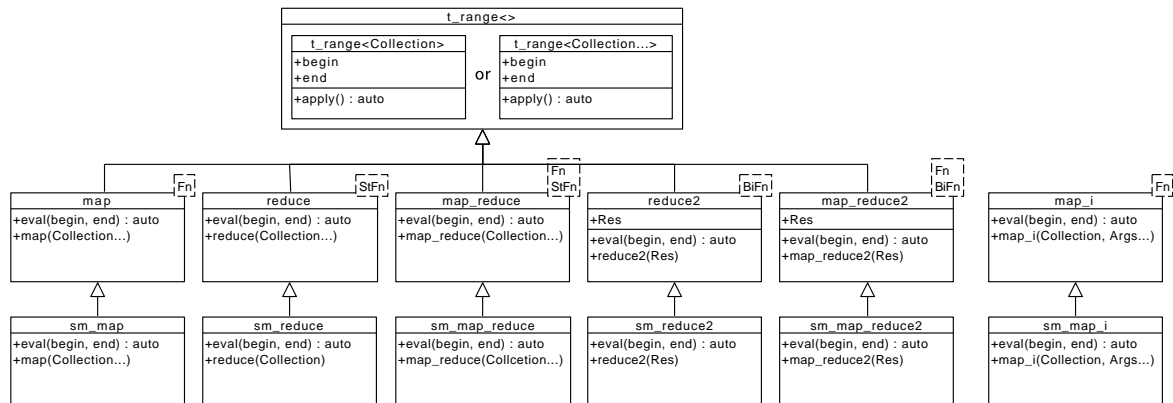 t_range<>
t_range<Collection>
+begin
+end
+apply() : auto
or
t_range<Collection...>
+begin
+end
+apply() : auto
Fn
map
+eval(begin, end) : auto
+map(Collection...)
StFn
reduce
+eval(begin, end) : auto
+reduce(Collection...)
Fn
StFn
map_reduce
+eval(begin, end) : auto
+map_reduce(Collection...)
BiFn
reduce2
+Res
+eval(begin, end) : auto
+reduce2(Res)
Fn
BiFn
map_reduce2
+Res
+eval(begin, end) : auto
+map_reduce2(Res)
Fn
map_i
+eval(begin, end) : auto
+map_i(Collection, Args...)
sm_map
+eval(begin, end) : auto
+map(Collection...)
sm_reduce
+eval(begin, end) : auto
+reduce(Collection)
sm_map_reduce
+eval(begin, end) : auto
+map_reduce(Collcetion...)
sm_reduce2
+eval(begin, end) : auto
+reduce2(Res)
sm_map_reduce2
+eval(begin, end) : auto
+map_reduce2(Res)
sm_map_i
+eval(begin, end) : auto
+map_i(Collection, Args...)